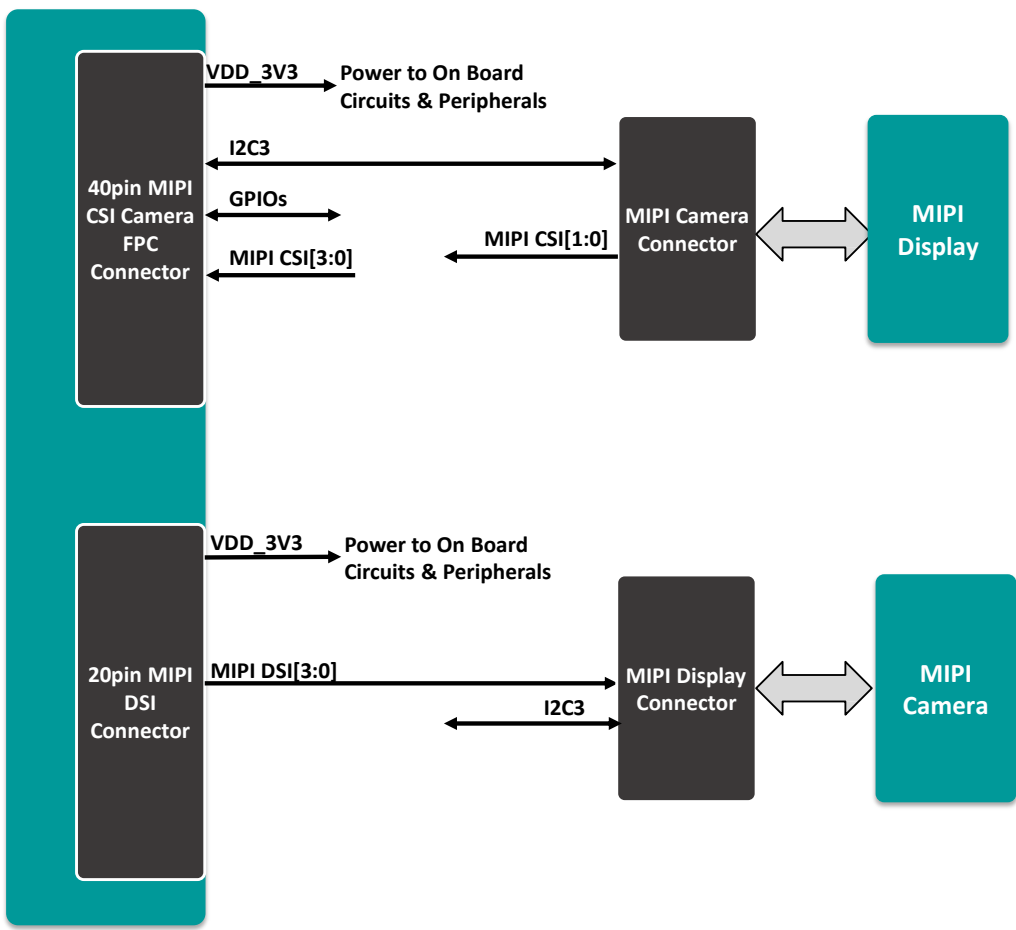 VDD_3V3
Power to On Board
Circuits & Peripherals
I2C3
40pin MIPI
CSI Camera
FPC
Connector
GPIOs
MIPI CSI[3:0]
MIPI CSI[1:0]
MIPI Camera
Connector
MIPI
Display
VDD_3V3
Power to On Board
Circuits & Peripherals
20pin MIPI
DSI
Connector
MIPI DSI[3:0]
I2C3
MIPI Display
Connector
MIPI
Camera